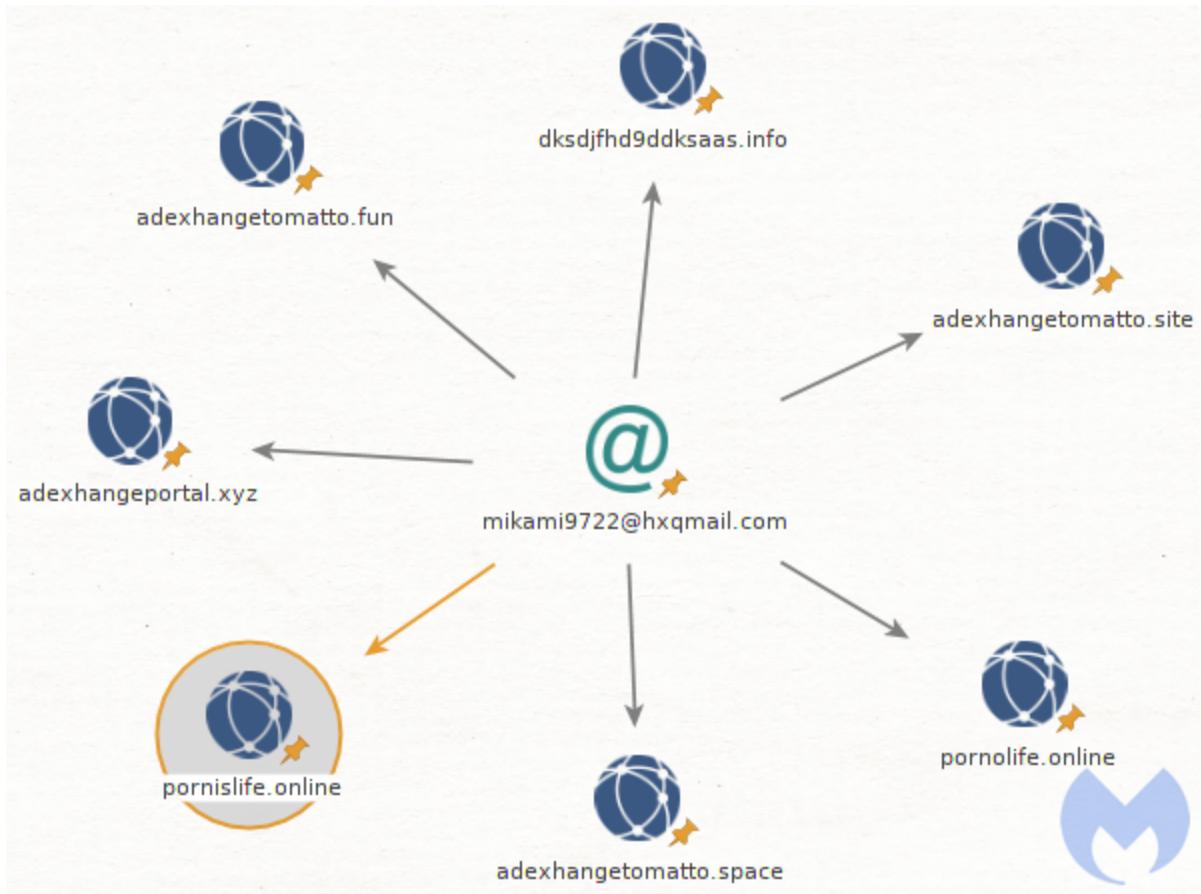 dksdjfhd9ddksaas.info
adexhangetomatto.fun
adexhangetomatto.site
adexhangeportal.xyz
@
mikami9722@hxqmail.com
pornislife.online
pornolife.online
adexhangetomatto.space